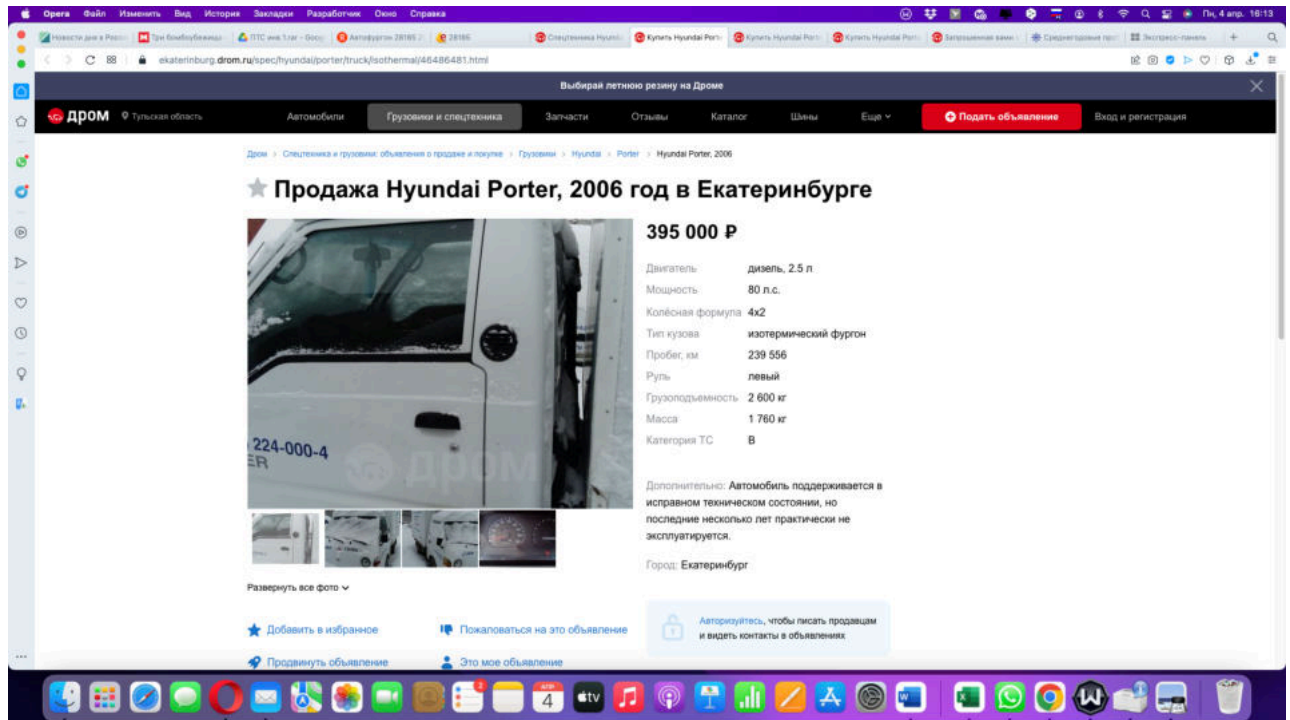 Opera Файл Изменить Вид История Закладки Разработчик Окно Справка
Пн, 4 апр. 16:13
ekaterinburg.drom.ru/spec/hyundai/porter/truck/isothermal/46486481.html
Выбирай летнюю резину на Дроме
дром Тульская область Автомобили Грузовики и спецтехника Запчасти Отзывы Каталог Шины Еще Подать объявление Вход и регистрация
Дром > Спецтехника и грузовики: объявления о продаже и покупке > Грузовики > Hyundai > Porter > Hyundai Porter, 2006
Продажа Hyundai Porter, 2006 год в Екатеринбурге
395 000 ₽
Двигатель дизель, 2.5 л
Мощность 80 л.с.
Колёсная формула 4x2
Тип кузова изотермический фургон
Пробег, км 239 556
Руль левый
Грузоподъемность 2 600 кг
Масса 1 760 кг
Категория ТС B
224-000-4
ER
дром
Дополнительно: Автомобиль поддерживается в
исправном техническом состоянии, но
последние несколько лет практически не
эксплуатируется.
Город: Екатеринбург
Развернуть все фото
Авторизуйтесь, чтобы писать продавцам
и видеть контакты в объявлениях
Добавить в избранное Пожаловаться на это объявление
Продвинуть объявление Это мое объявление
АПР
4
tv